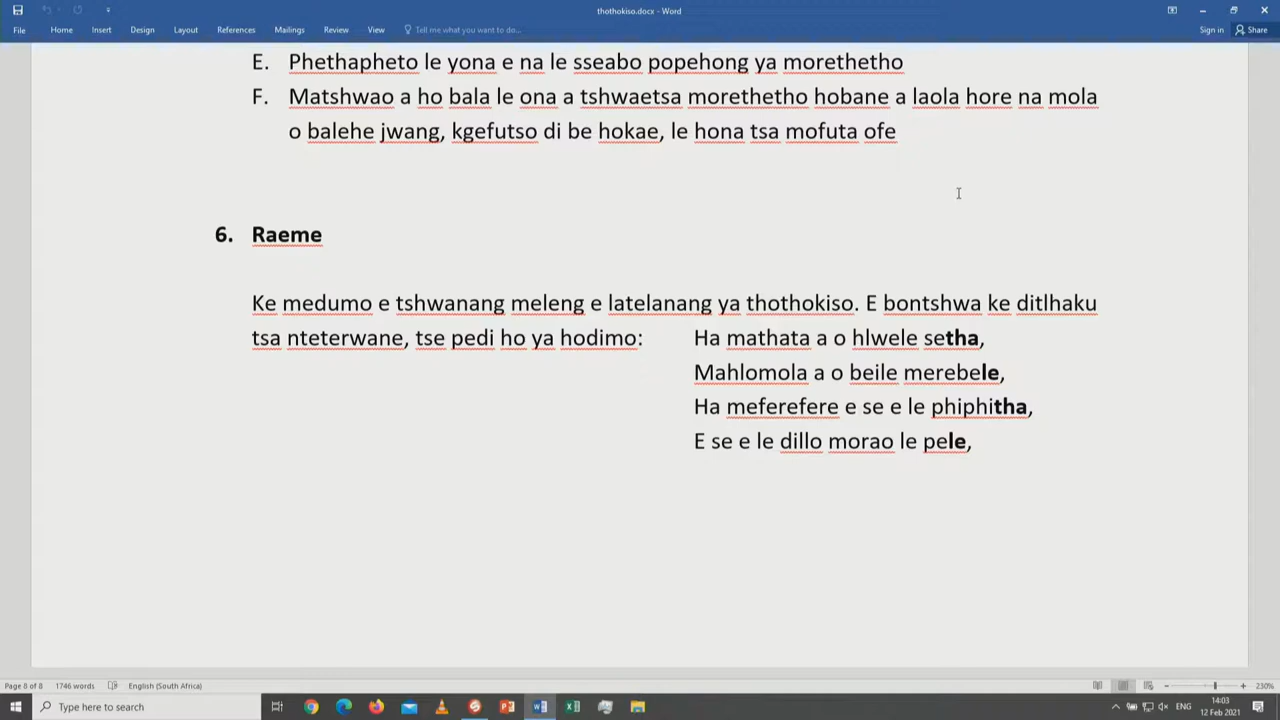 thothokiso.docx - Word
File Home Insert Design Layout References Mailings Review View Tell me what you want to do... Sign in Share
E. Phethapheto le yona e na le sseabo popehong ya morethetho
F. Matshwao a ho bala le ona a tshwaetsa morethetho hobane a laola hore na mola
o balehe jwang, kgefutso di be hokae, le hona tsa mofuta ofe
6. Raeme
Ke medumo e tshwanang meleng e latelanang ya thothokiso. E bontshwa ke ditlhaku
tsa nteterwane, tse pedi ho ya hodimo: Ha mathata a o hlwele setha,
Mahlomola a o beile merebele,
Ha meferefere e se e le phiphitha,
E se e le dillo morao le pele,
Page 8 of 8 1746 words English (South Africa) 230%
Type here to search ENG 14:03
12 Feb 2021